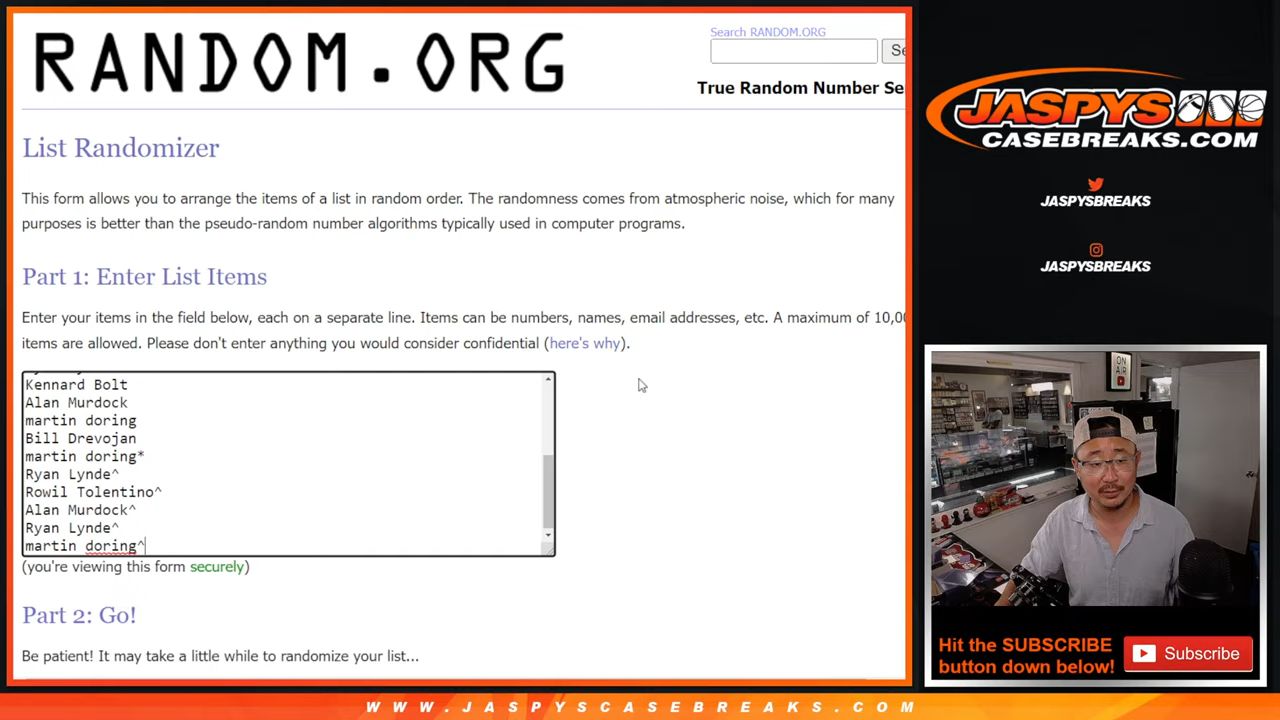 RANDOM.ORG
Search RANDOM.ORG
True Random Number Se
List Randomizer
This form allows you to arrange the items of a list in random order. The randomness comes from atmospheric noise, which for many
purposes is better than the pseudo-random number algorithms typically used in computer programs.
Part 1: Enter List Items
Enter your items in the field below, each on a separate line. Items can be numbers, names, email addresses, etc. A maximum of 10,00
items are allowed. Please don't enter anything you would consider confidential (here's why).
Kennard Bolt
Alan Murdock
martin doring
Bill Drevojan
martin doring*
Ryan Lynde^
Rowil Tolentino^
Alan Murdock^
Ryan Lynde^
martin doring^
(you're viewing this form securely)
Part 2: Go!
Be patient! It may take a little while to randomize your list...
JASPYS
CASEBREAKS.COM
JASPYSBREAKS
JASPYSBREAKS
ON
AIR
Hit the SUBSCRIBE
button down below!
Subscribe
WWW.JASPYSCASEBREAKS.COM